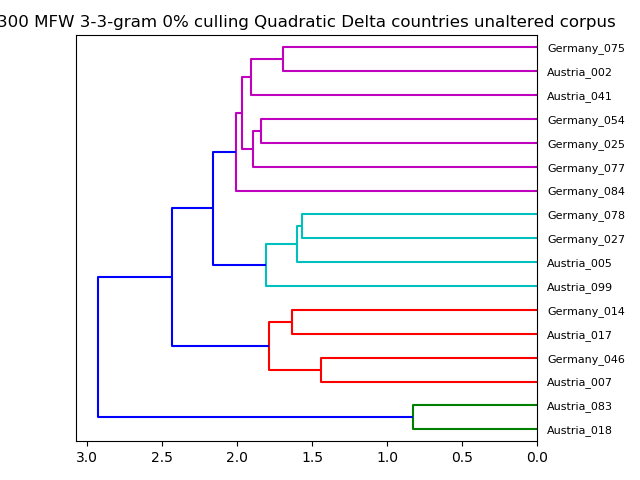 300 MFW 3-3-gram 0% culling Quadratic Delta countries unaltered corpus
Germany_075
Austria_002
Austria_041
Germany_054
Germany_025
Germany_077
Germany_084
Germany_078
Germany_027
Austria_005
Austria_099
Germany_014
Austria_017
Germany_046
Austria_007
Austria_083
Austria_018
3.0 2.5 2.0 1.5 1.0 0.5 0.0